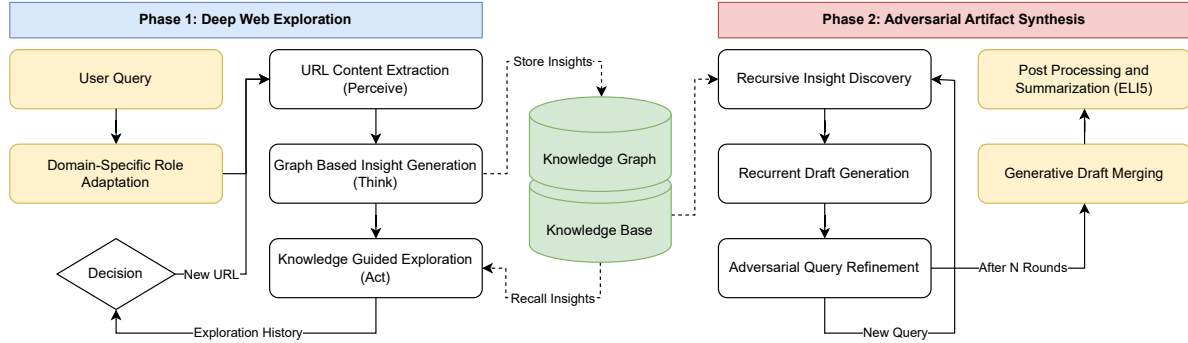 Phase 1: Deep Web Exploration
User Query
Domain-Specific Role
Adaptation
Decision
New URL
URL Content Extraction
(Perceive)
Graph Based Insight Generation
(Think)
Knowledge Guided Exploration
(Act)
Exploration History
Store Insights
Knowledge Graph
Knowledge Base
Recall Insights
Phase 2: Adversarial Artifact Synthesis
Recursive Insight Discovery
Recurrent Draft Generation
Adversarial Query Refinement
New Query
After N Rounds
Post Processing and
Summarization (ELI5)
Generative Draft Merging